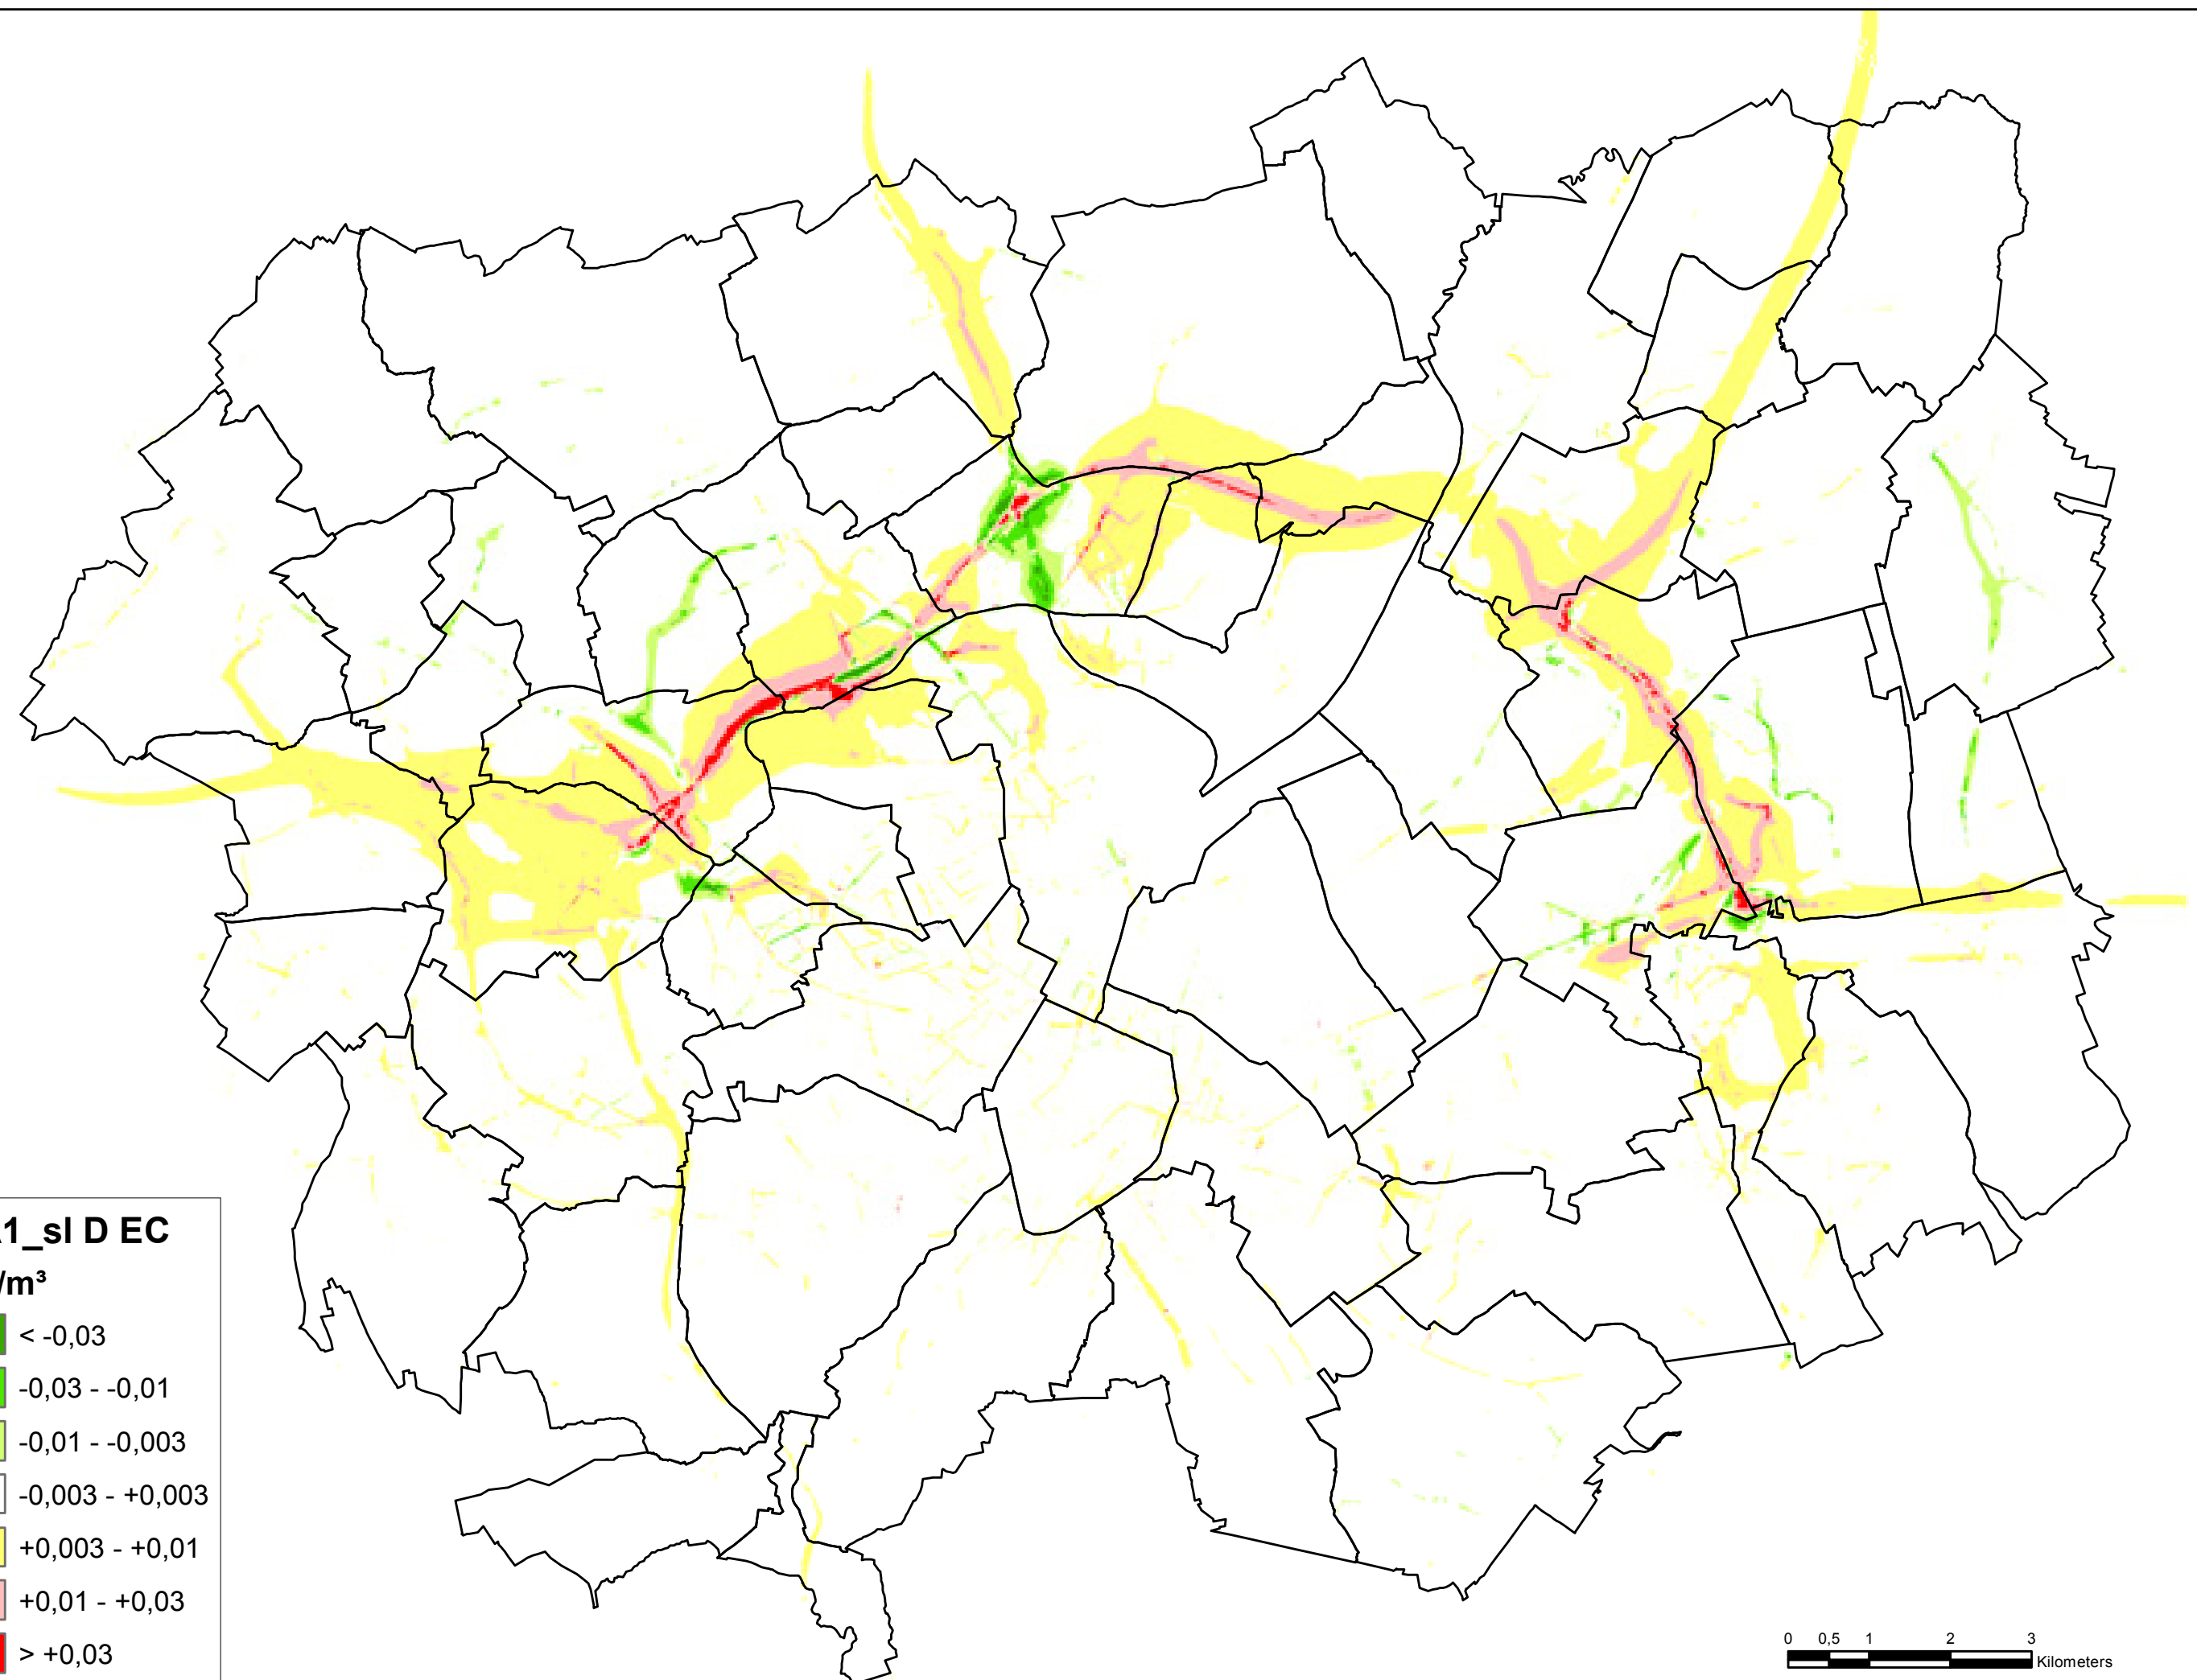 1_sl D EC
/m³
< -0,03
-0,03 - -0,01
-0,01 - -0,003
-0,003 - +0,003
+0,003 - +0,01
+0,01 - +0,03
> +0,03
0 0,5 1 2 3
Kilometers